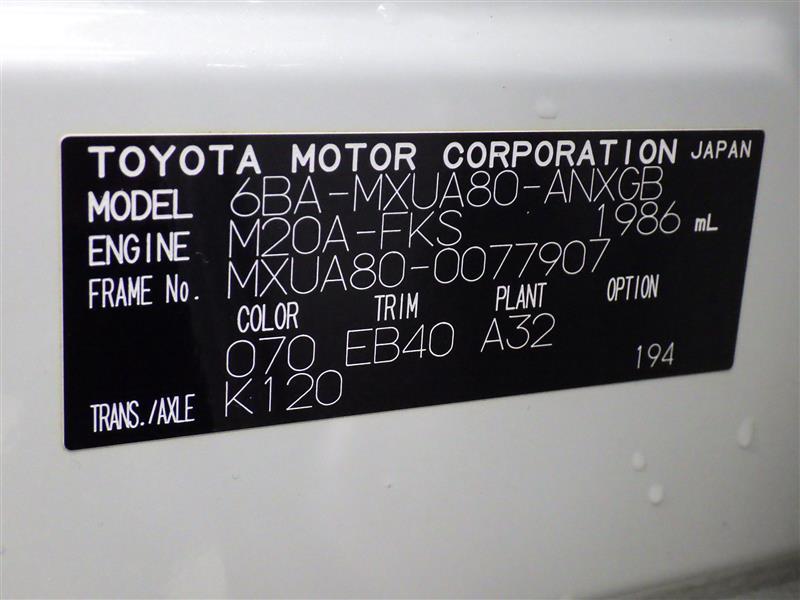 TOYOTA MOTOR CORPORATION JAPAN
MODEL 6BA-MXUA80-ANXGB
ENGINE M20A-FKS 1986 mL
FRAME No. MXUA80-0077907
COLOR TRIM PLANT OPTION
070 EB40 A32 194
TRANS./AXLE K120